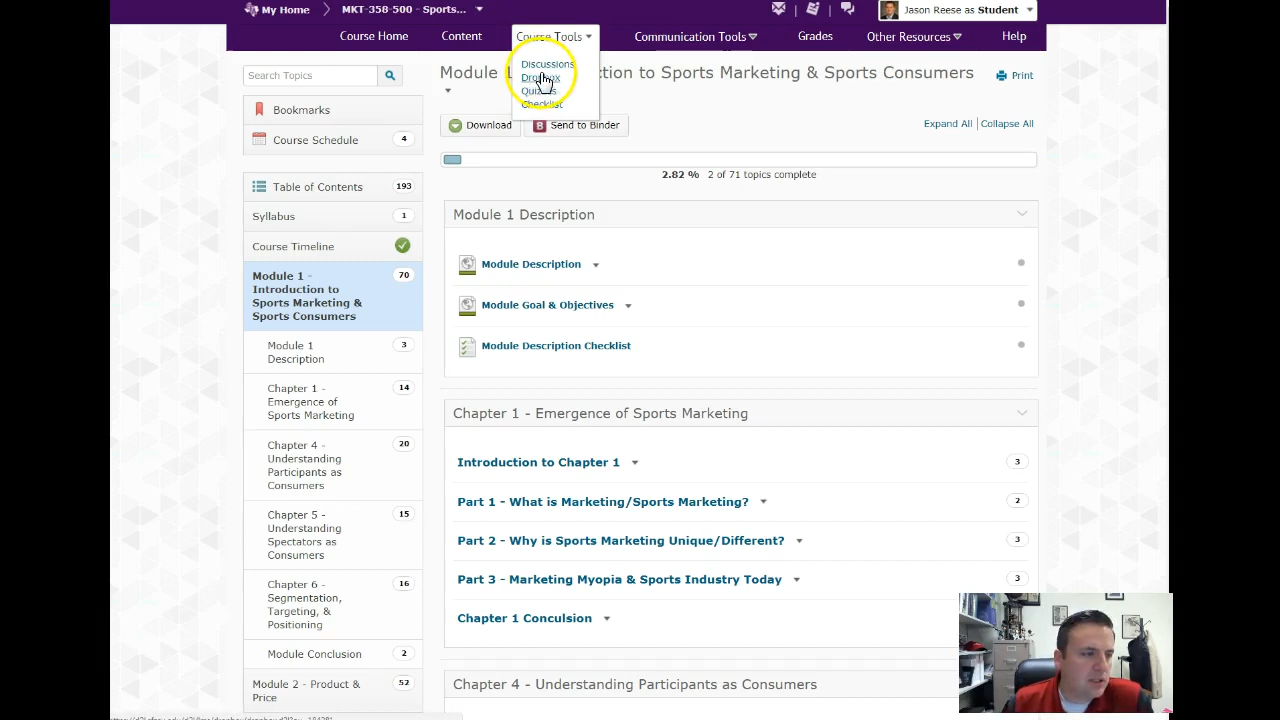 My Home
MKT-358-500 - Sports...
Jason Reese as Student
Course Home
Content
Course Tools
Communication Tools
Grades
Other Resources
Help
Discussions
Dropbox
Quizzes
Checklist
Search Topics
Bookmarks
Course Schedule 4
Table of Contents 193
Syllabus 1
Course Timeline
Module 1 - 70
Introduction to
Sports Marketing &
Sports Consumers
Module 1 3
Description
Chapter 1 - 14
Emergence of
Sports Marketing
Chapter 4 - 20
Understanding
Participants as
Consumers
Chapter 5 - 15
Understanding
Spectators as
Consumers
Chapter 6 - 16
Segmentation,
Targeting, &
Positioning
Module Conclusion 2
Module 2 - Product & 52
Price
Module to Sports Marketing & Sports Consumers
Print
Download
Send to Binder
Expand All | Collapse All
2.82 % 2 of 71 topics complete
Module 1 Description
Module Description
Module Goal & Objectives
Module Description Checklist
Chapter 1 - Emergence of Sports Marketing
Introduction to Chapter 1 3
Part 1 - What is Marketing/Sports Marketing? 2
Part 2 - Why is Sports Marketing Unique/Different? 3
Part 3 - Marketing Myopia & Sports Industry Today 3
Chapter 1 Conculsion
Chapter 4 - Understanding Participants as Consumers